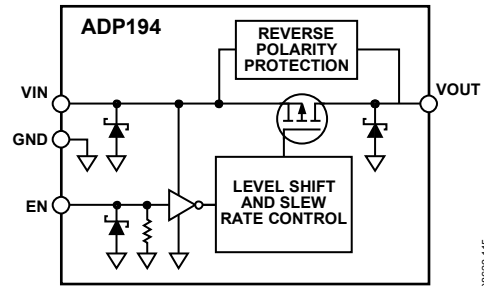 ADP194
REVERSE
POLARITY
PROTECTION
VIN
VOUT
GND
EN
LEVEL SHIFT
AND SLEW
RATE CONTROL